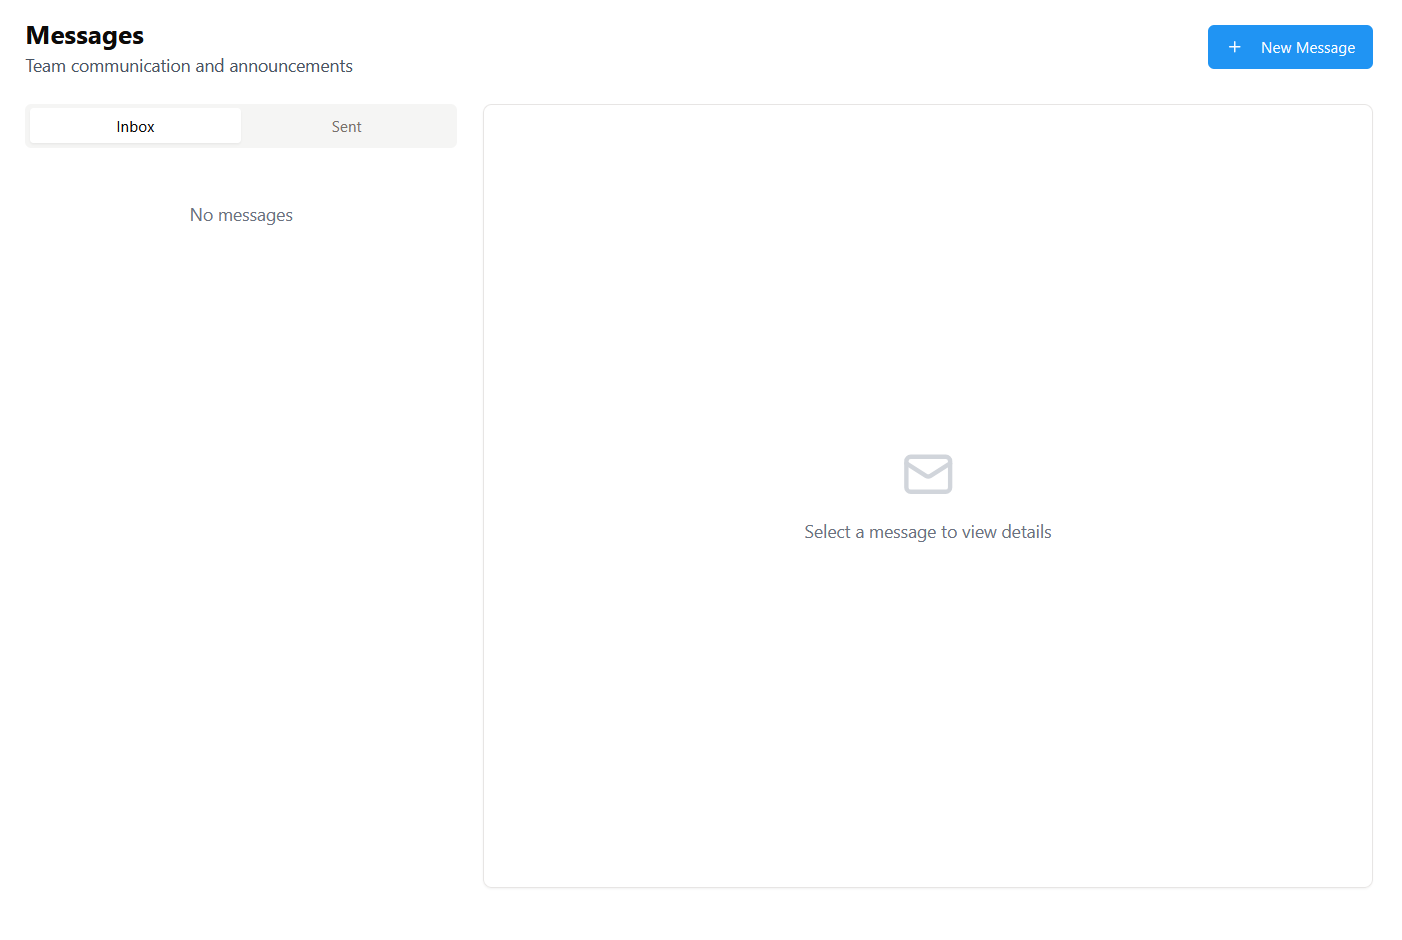 Messages
Team communication and announcements
New Message
Inbox
Sent
No messages
Select a message to view details